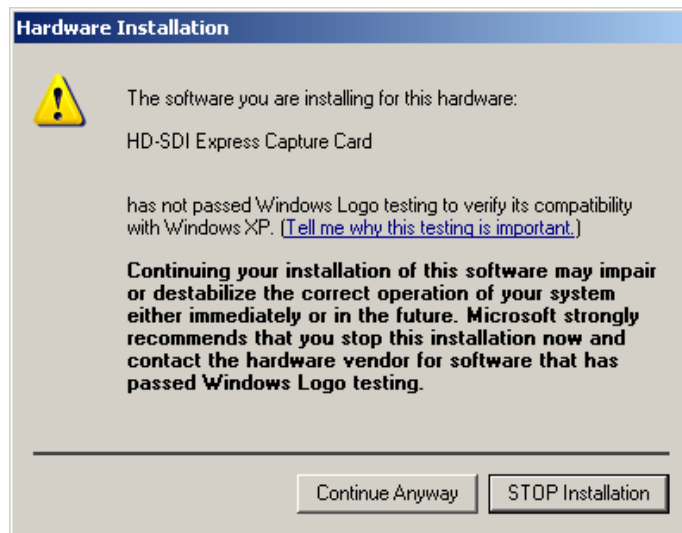 Hardware Installation
The software you are installing for this hardware:
HD-SDI Express Capture Card
has not passed Windows Logo testing to verify its compatibility
with Windows XP. (Tell me why this testing is important.)
Continuing your installation of this software may impair
or destabilize the correct operation of your system
either immediately or in the future. Microsoft strongly
recommends that you stop this installation now and
contact the hardware vendor for software that has
passed Windows Logo testing.
Continue Anyway
STOP Installation